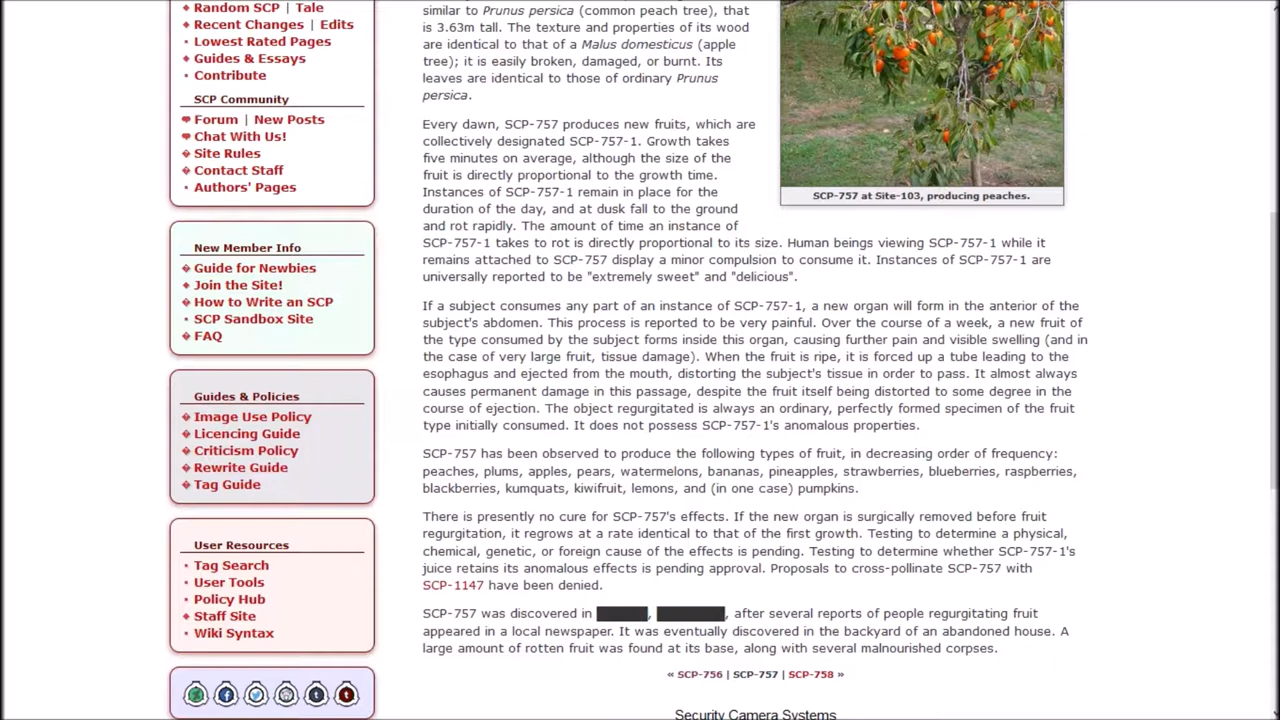 Random SCP | Tale
Recent Changes | Edits
Lowest Rated Pages
Guides & Essays
Contribute
SCP Community
Forum | New Posts
Chat With Us!
Site Rules
Contact Staff
Authors' Pages
New Member Info
Guide for Newbies
Join the Site!
How to Write an SCP
SCP Sandbox Site
FAQ
Guides & Policies
Image Use Policy
Licencing Guide
Criticism Policy
Rewrite Guide
Tag Guide
User Resources
Tag Search
User Tools
Policy Hub
Staff Site
Wiki Syntax
similar to Prunus persica (common peach tree), that
is 3.63m tall. The texture and properties of its wood
are identical to that of a Malus domesticus (apple
tree); it is easily broken, damaged, or burnt. Its
leaves are identical to those of ordinary Prunus
persica.
SCP-757 at Site-103, producing peaches.
Every dawn, SCP-757 produces new fruits, which are
collectively designated SCP-757-1. Growth takes
five minutes on average, although the size of the
fruit is directly proportional to the growth time.
Instances of SCP-757-1 remain in place for the
duration of the day, and at dusk fall to the ground
and rot rapidly. The amount of time an instance of
SCP-757-1 takes to rot is directly proportional to its size. Human beings viewing SCP-757-1 while it
remains attached to SCP-757 display a minor compulsion to consume it. Instances of SCP-757-1 are
universally reported to be "extremely sweet" and "delicious".
If a subject consumes any part of an instance of SCP-757-1, a new organ will form in the anterior of the
subject's abdomen. This process is reported to be very painful. Over the course of a week, a new fruit of
the type consumed by the subject forms inside this organ, causing further pain and visible swelling (and in
the case of very large fruit, tissue damage). When the fruit is ripe, it is forced up a tube leading to the
esophagus and ejected from the mouth, distorting the subject's tissue in order to pass. It almost always
causes permanent damage in this passage, despite the fruit itself being distorted to some degree in the
course of ejection. The object regurgitated is always an ordinary, perfectly formed specimen of the fruit
type initially consumed. It does not possess SCP-757-1's anomalous properties.
SCP-757 has been observed to produce the following types of fruit, in decreasing order of frequency:
peaches, plums, apples, pears, watermelons, bananas, pineapples, strawberries, blueberries, raspberries,
blackberries, kumquats, kiwifruit, lemons, and (in one case) pumpkins.
There is presently no cure for SCP-757's effects. If the new organ is surgically removed before fruit
regurgitation, it regrows at a rate identical to that of the first growth. Testing to determine a physical,
chemical, genetic, or foreign cause of the effects is pending. Testing to determine whether SCP-757-1's
juice retains its anomalous effects is pending approval. Proposals to cross-pollinate SCP-757 with
SCP-1147 have been denied.
SCP-757 was discovered in █████, ███████, after several reports of people regurgitating fruit
appeared in a local newspaper. It was eventually discovered in the backyard of an abandoned house. A
large amount of rotten fruit was found at its base, along with several malnourished corpses.
« SCP-756 | SCP-757 | SCP-758 »
Security Camera Systems